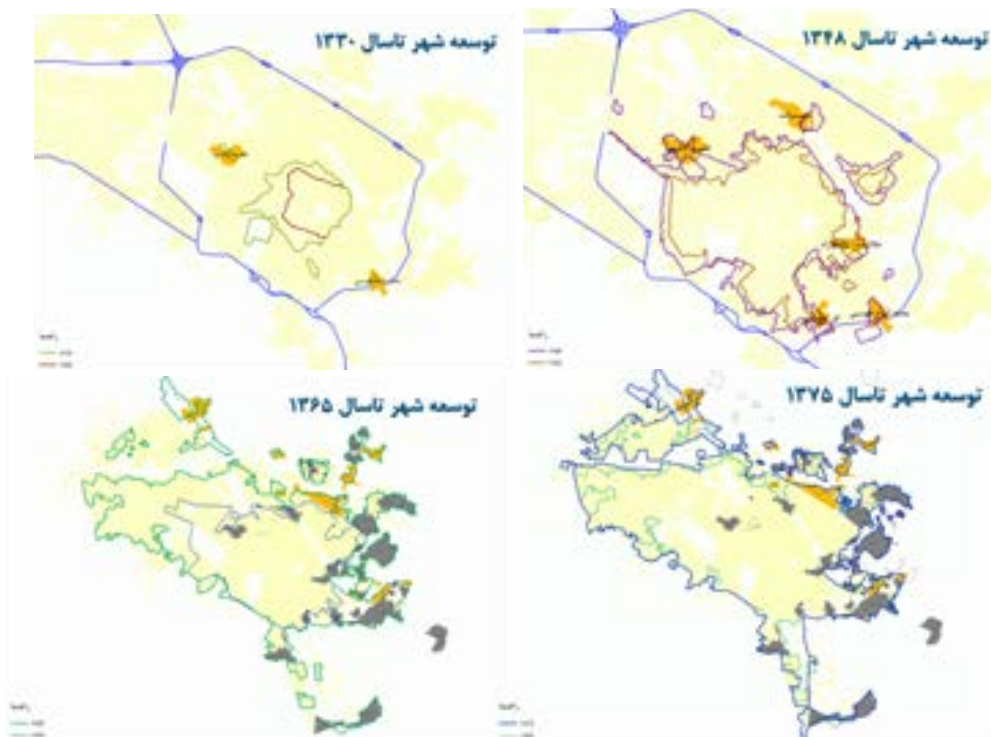 توسعه شهر تاسال ۱۳۳۰
توسعه شهر تاسال ۱۳۴۸
توسعه شهر تاسال ۱۳۶۵
توسعه شهر تاسال ۱۳۷۵